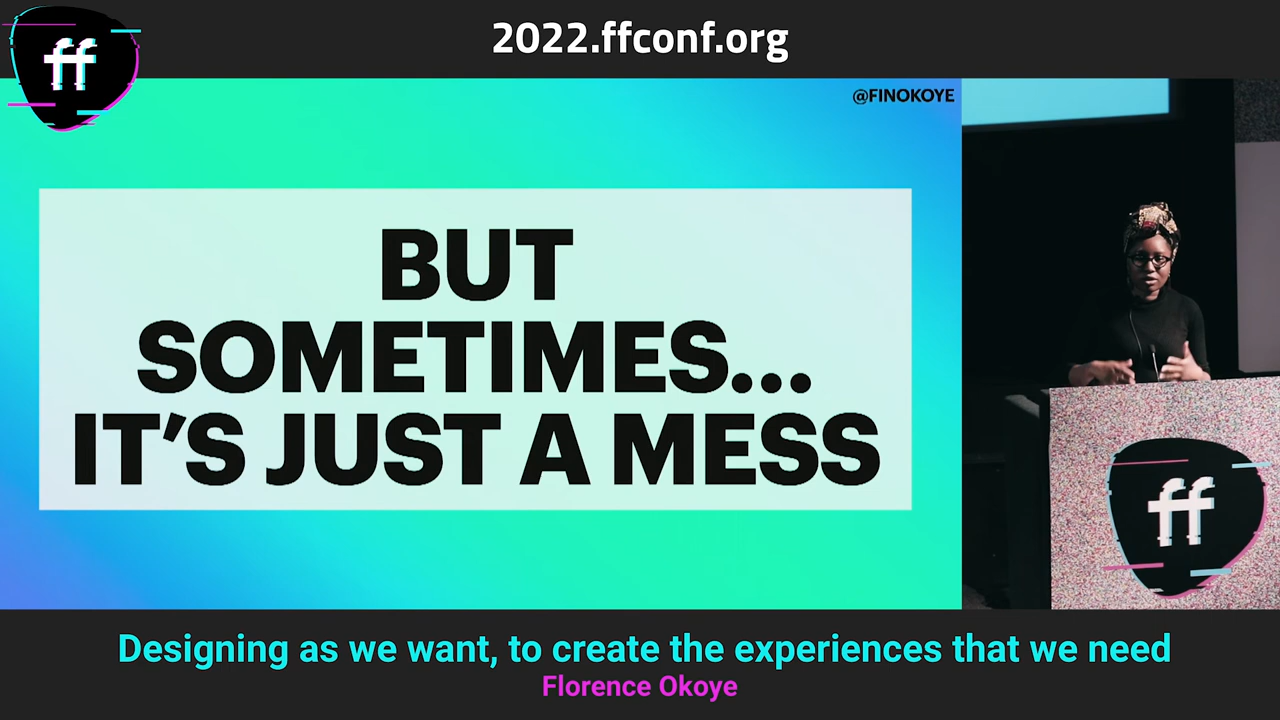 2022.ffconf.org
ff
@FINOKOYE
BUT
SOMETIMES...
IT'S JUST A MESS
ff
Designing as we want, to create the experiences that we need
Florence Okoye